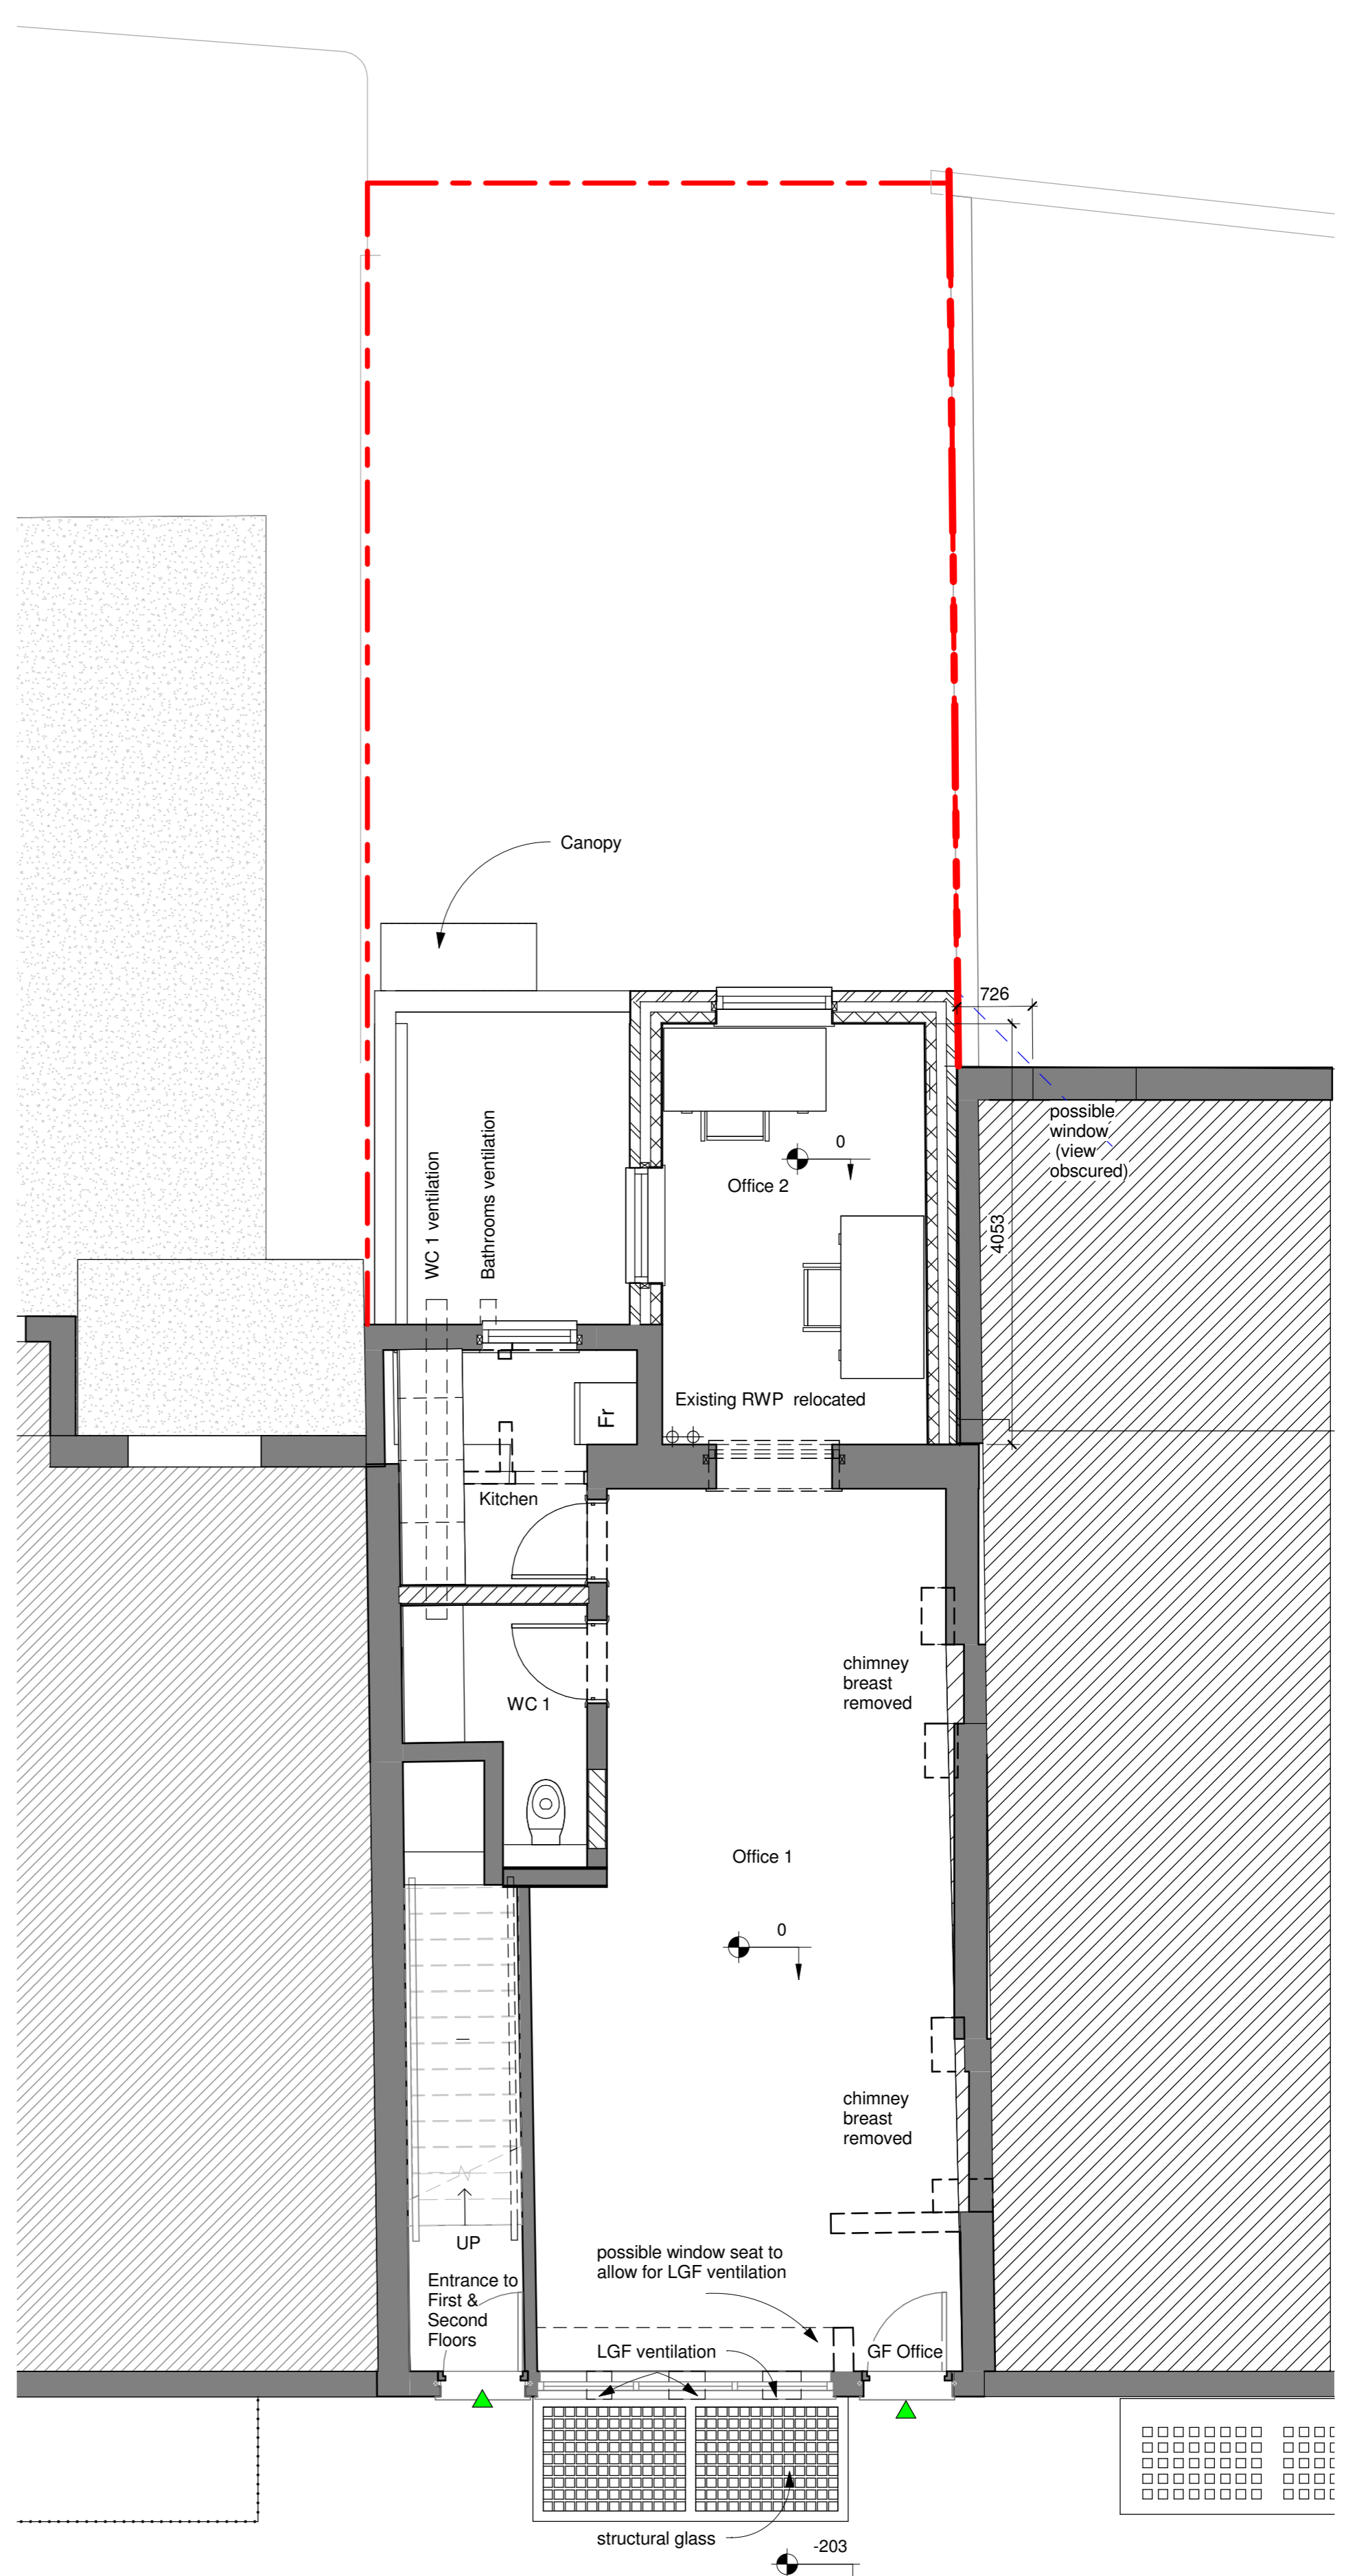 Canopy
726
possible
window
(view
obscured)
0
Office 2
WC 1 ventilation
Bathrooms ventilation
4053
Existing RWP relocated
Fr
Kitchen
chimney
breast
removed
WC 1
Office 1
0
chimney
breast
removed
UP
possible window seat to
allow for LGF ventilation
Entrance to
First &
Second
Floors
LGF ventilation
GF Office
structural glass
-203